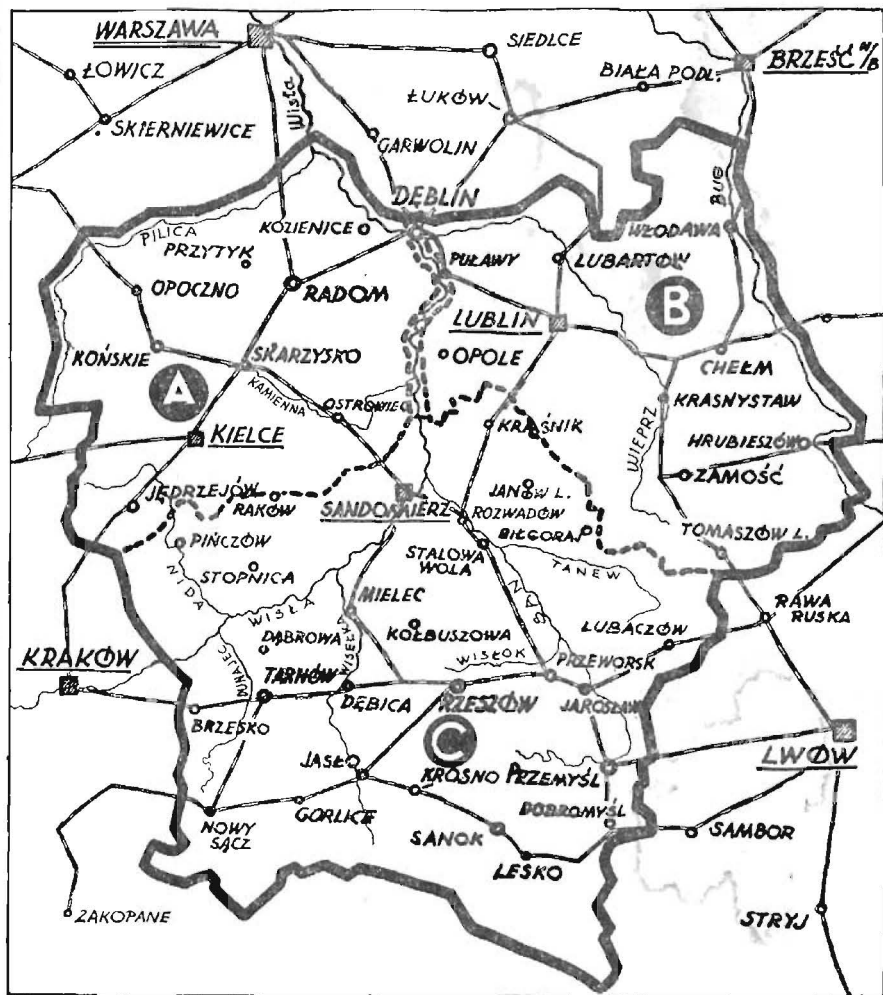 WARSZAWA
SIEDLCE
BRZEŚĆ N/B
ŁOWICZ
BIAŁA PODL.
ŁUKÓW
Wisła
SKIERNIEWICE
GARWOLIN
BUG
DĘBLIN
KOZIENICE
PILICA
WŁODAWA
PRZYTYK
PUŁAWY
LUBARTÓW
OPOCZNO
RADOM
B
LUBLIN
KOŃSKIE
SKARZYSKO
OPOLE
CHEŁM
A
KAMIENNA
OSTROWIEC
KRASNYSTAW
KRAŚNIK
KIELCE
WIEPRZ
HRUBIESZÓW
ZAMOŚĆ
JĘDRZEJÓW
RAKÓW
JANÓW L.
SANDOMIERZ
ROZWADÓW
BIŁGORAJ
TOMASZÓW L.
PIŃCZÓW
STALOWA
WOLA
STOPNICA
TANEW
NIDA
SAN
WISŁA
MIELEC
RAWA
RUSKA
DĄBROWA
KOLBUSZOWA
LUBACZÓW
WISŁOKA
WISŁOK
KRAKÓW
PRZEWORSK
DUNAJEC
TARNÓW
DĘBICA
RZESZÓW
JAROSŁAW
BRZESKO
C
LWÓW
JASŁO
KROSNO
PRZEMYŚL
GORLICE
DOBROMYŚL
NOWY
SĄCZ
SANOK
SAMBOR
LESKO
ZAKOPANE
STRYJ